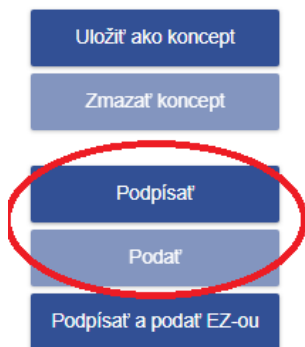 Uložiť ako koncept
Zmazať koncept
Podpísať
Podať
Podpísať a podať EZ-ou